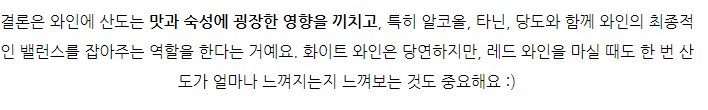 결론은 와인에 산도는 맛과 숙성에 굉장한 영향을 끼치고, 특히 알코올, 타닌, 당도와 함께 와인의 최종적
인 밸런스를 잡아주는 역할을 한다는 거예요. 화이트 와인은 당연하지만, 레드 와인을 마실 때도 한 번 산
도가 얼마나 느껴지는지 느껴보는 것도 중요해요 :)